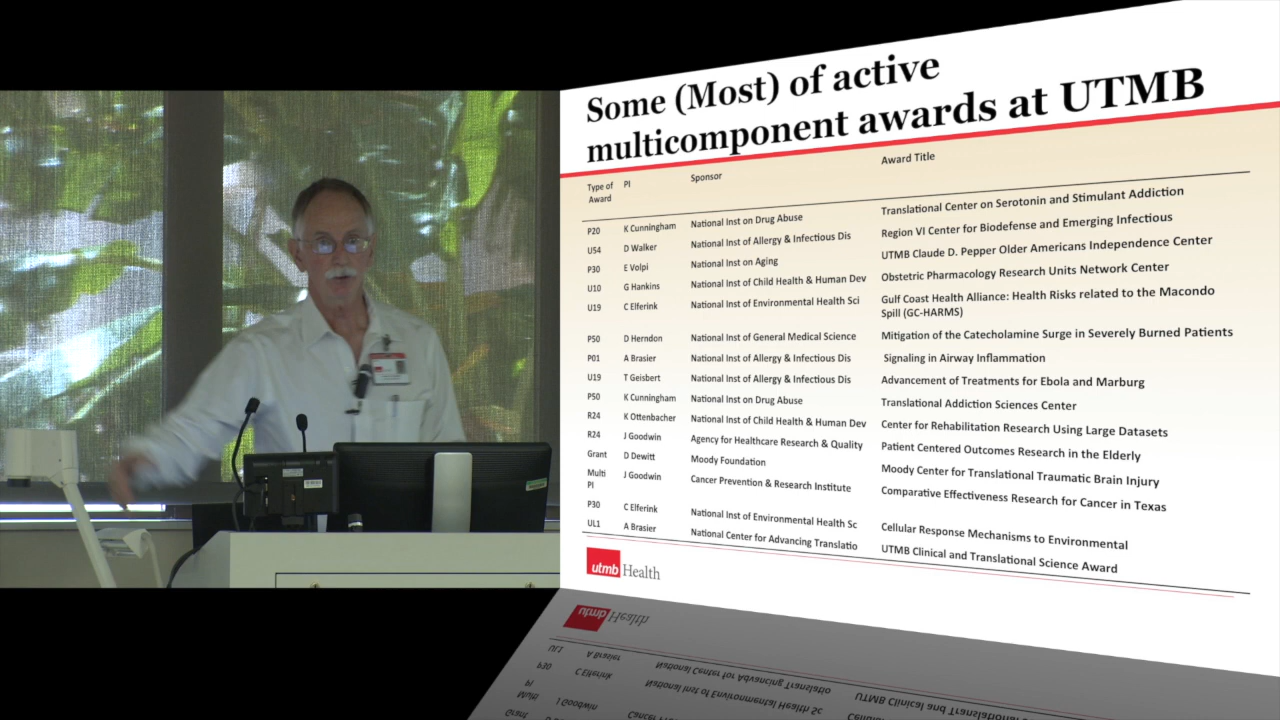 Some (Most) of active
multicomponent awards at UTMB
Type of Award PI Sponsor Award Title
P20 K Cunningham National Inst on Drug Abuse Translational Center on Serotonin and Stimulant Addiction
U54 D Walker National Inst of Allergy & Infectious Dis Region VI Center for Biodefense and Emerging Infectious
P30 E Volpi National Inst on Aging UTMB Claude D. Pepper Older Americans Independence Center
U10 G Hankins National Inst of Child Health & Human Dev Obstetric Pharmacology Research Units Network Center
U19 C Elferink National Inst of Environmental Health Sci Gulf Coast Health Alliance: Health Risks related to the Macondo
Spill (GC-HARMS)
P50 D Herndon National Inst of General Medical Science Mitigation of the Catecholamine Surge in Severely Burned Patients
P01 A Brasier National Inst of Allergy & Infectious Dis Signaling in Airway Inflammation
U19 T Geisbert National Inst of Allergy & Infectious Dis Advancement of Treatments for Ebola and Marburg
P50 K Cunningham National Inst on Drug Abuse Translational Addiction Sciences Center
R24 K Ottenbacher National Inst of Child Health & Human Dev Center for Rehabilitation Research Using Large Datasets
R24 J Goodwin Agency for Healthcare Research & Quality Patient Centered Outcomes Research in the Elderly
Grant D Dewitt Moody Foundation Moody Center for Translational Traumatic Brain Injury
Multi PI J Goodwin Cancer Prevention & Research Institute Comparative Effectiveness Research for Cancer in Texas
P30 C Elferink National Inst of Environmental Health Sc Cellular Response Mechanisms to Environmental
UL1 A Brasier National Center for Advancing Translatio UTMB Clinical and Translational Science Award
utmb Health